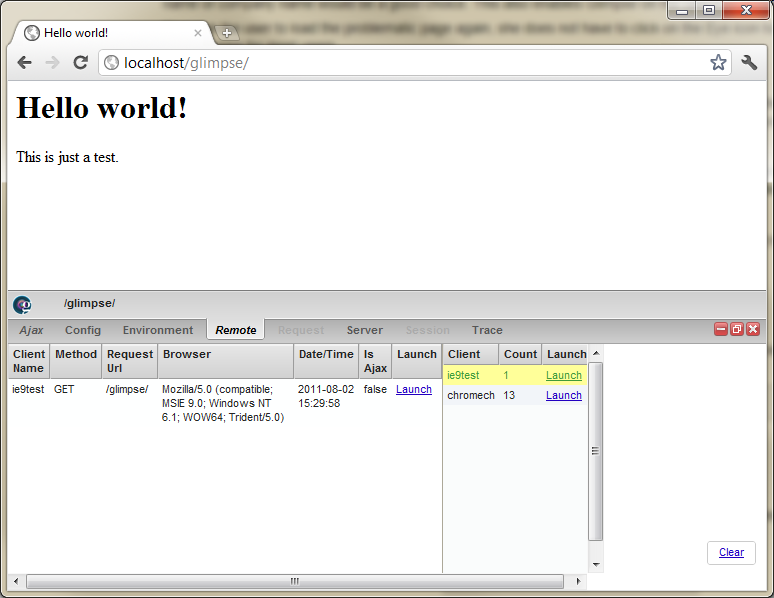 Hello world!
localhost/glimpse/
Hello world!
This is just a test.
/glimpse/
Ajax Config Environment Remote Request Server Session Trace
Client Name Method Request Url Browser Date/Time Is Ajax Launch
ie9test GET /glimpse/ Mozilla/5.0 (compatible; MSIE 9.0; Windows NT 6.1; WOW64; Trident/5.0) 2011-08-02 15:29:58 false Launch
Client Count Launch
ie9test 1 Launch
chromech 13 Launch
Clear